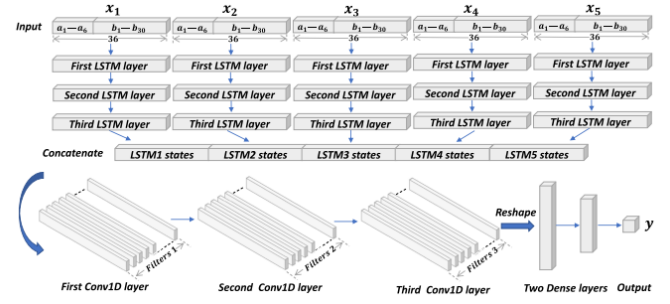 x₁ x₂ x₃ x₄ x₅
Input a₁—a₆ b₁—b₃₀ a₁—a₆ b₁—b₃₀ a₁—a₆ b₁—b₃₀ a₁—a₆ b₁—b₃₀ a₁—a₆ b₁—b₃₀
36 36 36 36 36
First LSTM layer First LSTM layer First LSTM layer First LSTM layer First LSTM layer
Second LSTM layer Second LSTM layer Second LSTM layer Second LSTM layer Second LSTM layer
Third LSTM layer Third LSTM layer Third LSTM layer Third LSTM layer Third LSTM layer
Concatenate LSTM1 states LSTM2 states LSTM3 states LSTM4 states LSTM5 states
Reshape
y
Filters 1 Filters 2 Filters 3
First Conv1D layer Second Conv1D layer Third Conv1D layer Two Dense layers Output